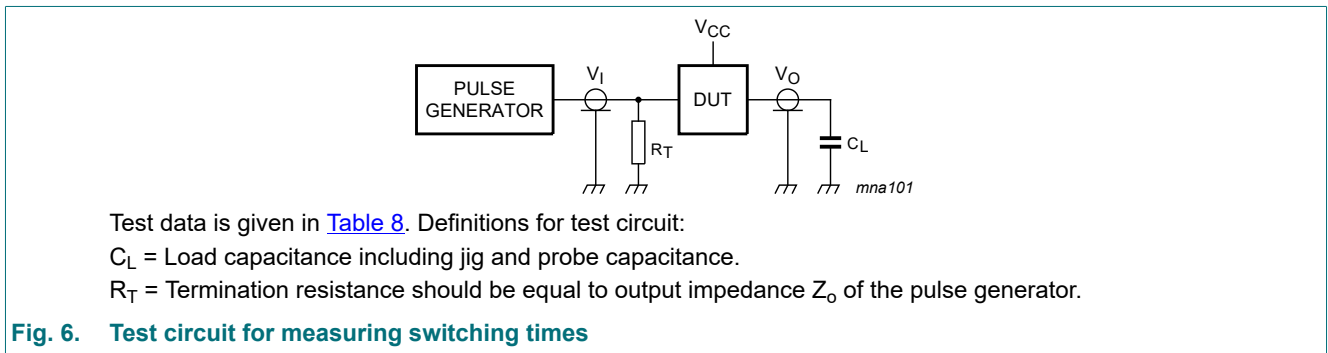 VCC
PULSE
GENERATOR
VI
DUT
VO
RT
CL
mna101
Test data is given in Table 8. Definitions for test circuit:
CL = Load capacitance including jig and probe capacitance.
RT = Termination resistance should be equal to output impedance Zo of the pulse generator.
Fig. 6. Test circuit for measuring switching times